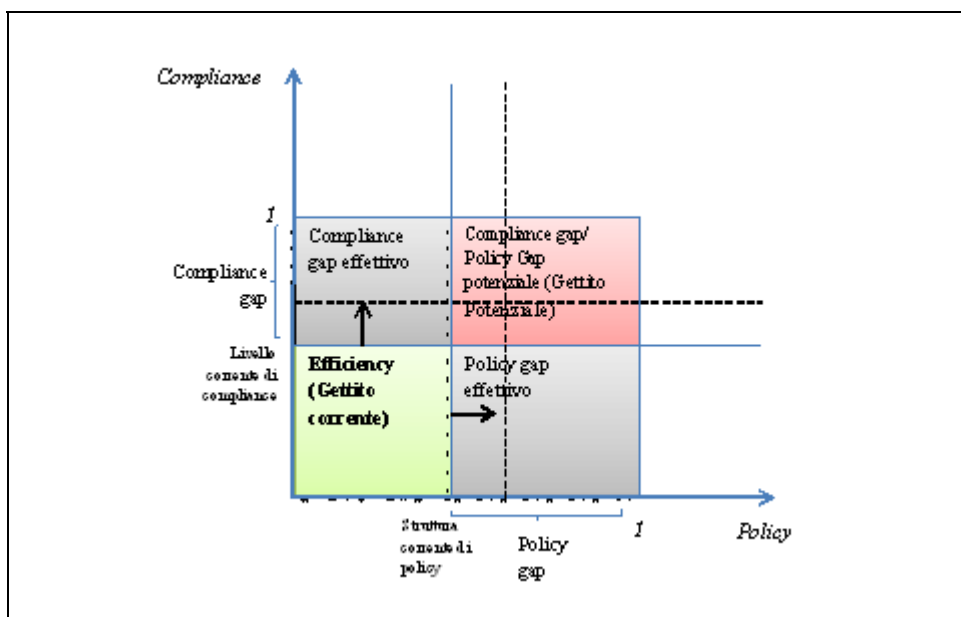 Compliance
1
Compliance
gap effettivo
Compliance gap/
Policy Gap
potenziale (Gettito
Potenziale)
Compliance
gap
Livello
corrente di
compliance
Efficiency
(Gettito
corrente)
Policy gap
effettivo
Struttura
corrente di
policy
Policy
gap
1
Policy